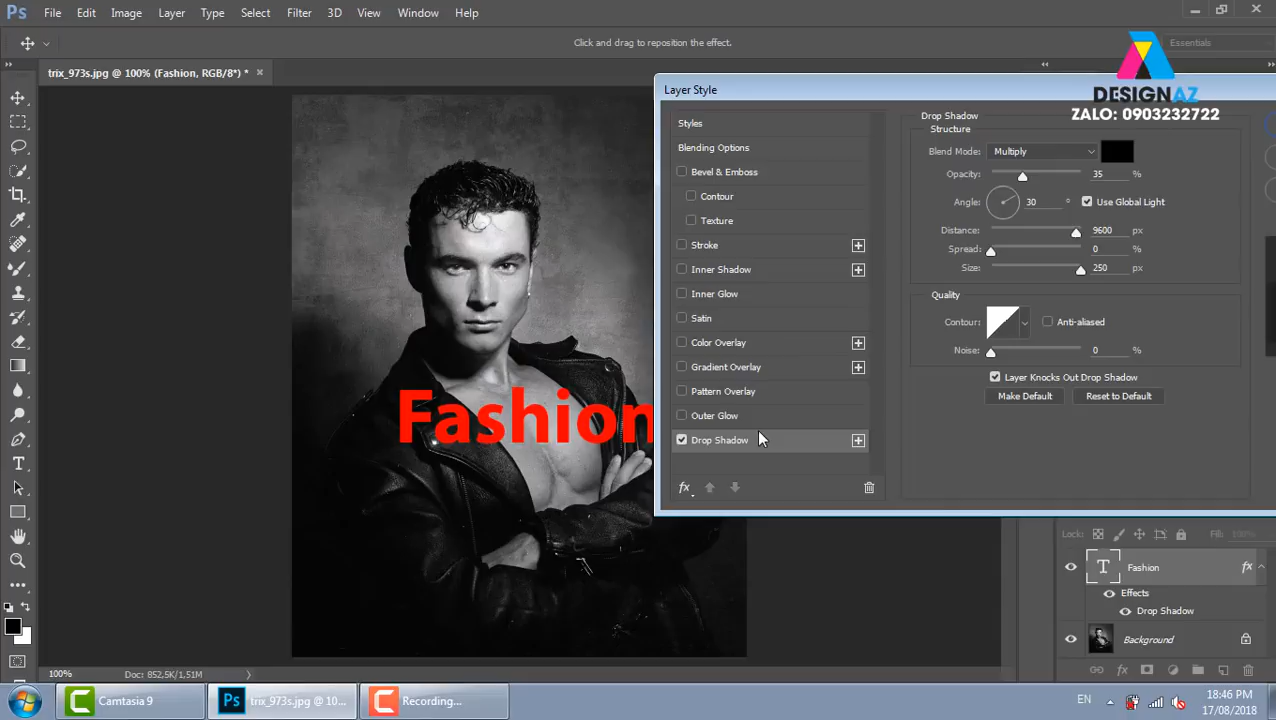 Ps File Edit Image Layer Type Select Filter 3D View Window Help
Click and drag to reposition the effect.
Essentials
trix_973s.jpg @ 100% (Fashion, RGB/8*) *
DESIGNAZ
ZALO: 0903232722
Layer Style
Styles
Blending Options
Bevel & Emboss
Contour
Texture
Stroke
Inner Shadow
Inner Glow
Satin
Color Overlay
Gradient Overlay
Pattern Overlay
Outer Glow
Drop Shadow
fx
Drop Shadow
Structure
Blend Mode: Multiply
Opacity: 35 %
Angle: 30 ° Use Global Light
Distance: 9600 px
Spread: 0 %
Size: 250 px
Quality
Contour: Anti-aliased
Noise: 0 %
Layer Knocks Out Drop Shadow
Make Default Reset to Default
Fashion
Lock: Fill: 100%
T Fashion fx
Effects
Drop Shadow
Background
fx
100% Doc: 852,5K/1,51M
Camtasia 9
Ps trix_973s.jpg @ 10...
Recording...
EN
18:46 PM
17/08/2018